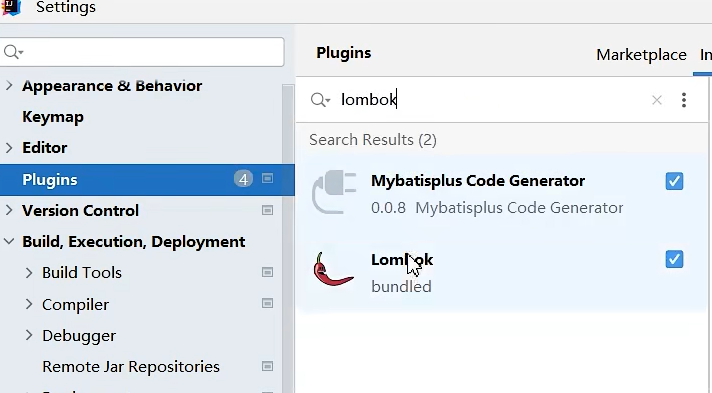 Settings
Plugins
Marketplace
In
Appearance & Behavior
Keymap
Editor
Plugins
4
Version Control
Build, Execution, Deployment
Build Tools
Compiler
Debugger
Remote Jar Repositories
lombok
Search Results (2)
Mybatisplus Code Generator
0.0.8 Mybatisplus Code Generator
Lombok
bundled